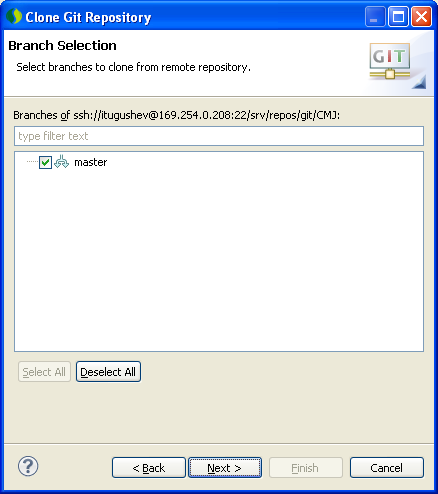 Clone Git Repository
Branch Selection
Select branches to clone from remote repository.
GIT
Branches of ssh://itugushev@169.254.0.208:22/srv/repos/git/CMJ:
type filter text
master
Select All
Deselect All
?
< Back
Next >
Finish
Cancel